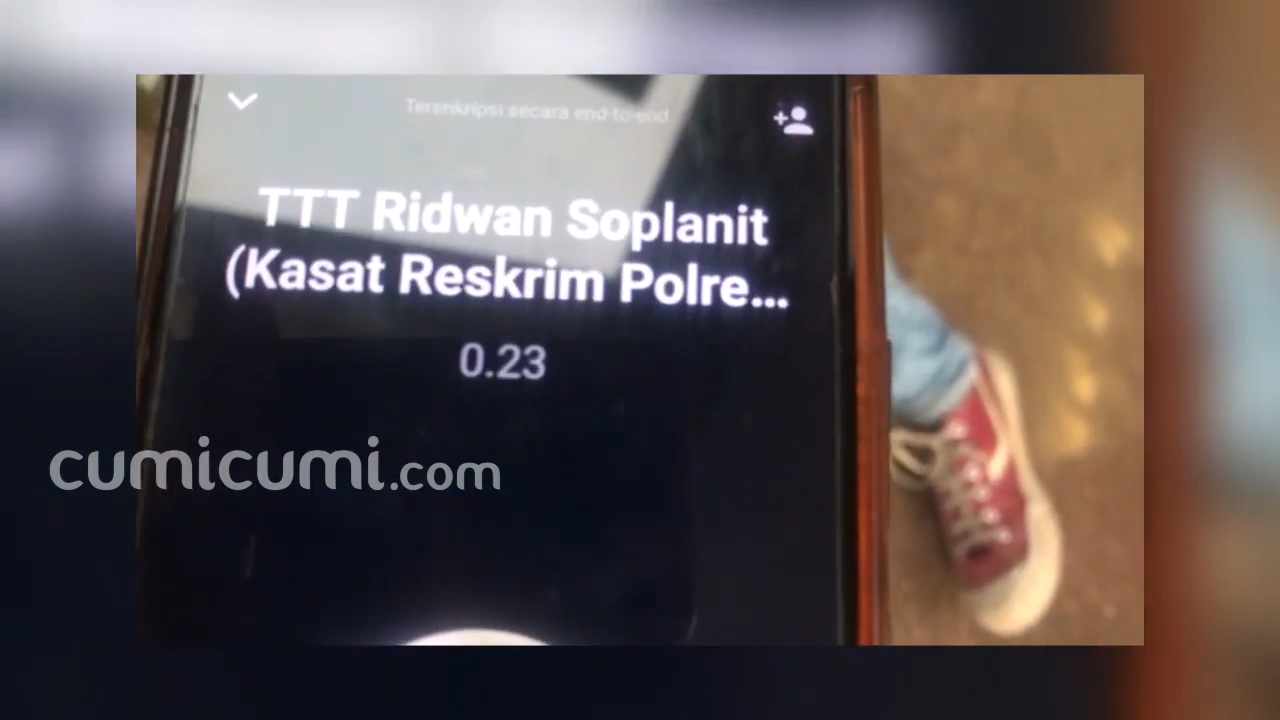 Terenkripsi secara end-to-end
TTT Ridwan Soplanit
(Kasat Reskrim Polre...
0.23
cumicumi.com